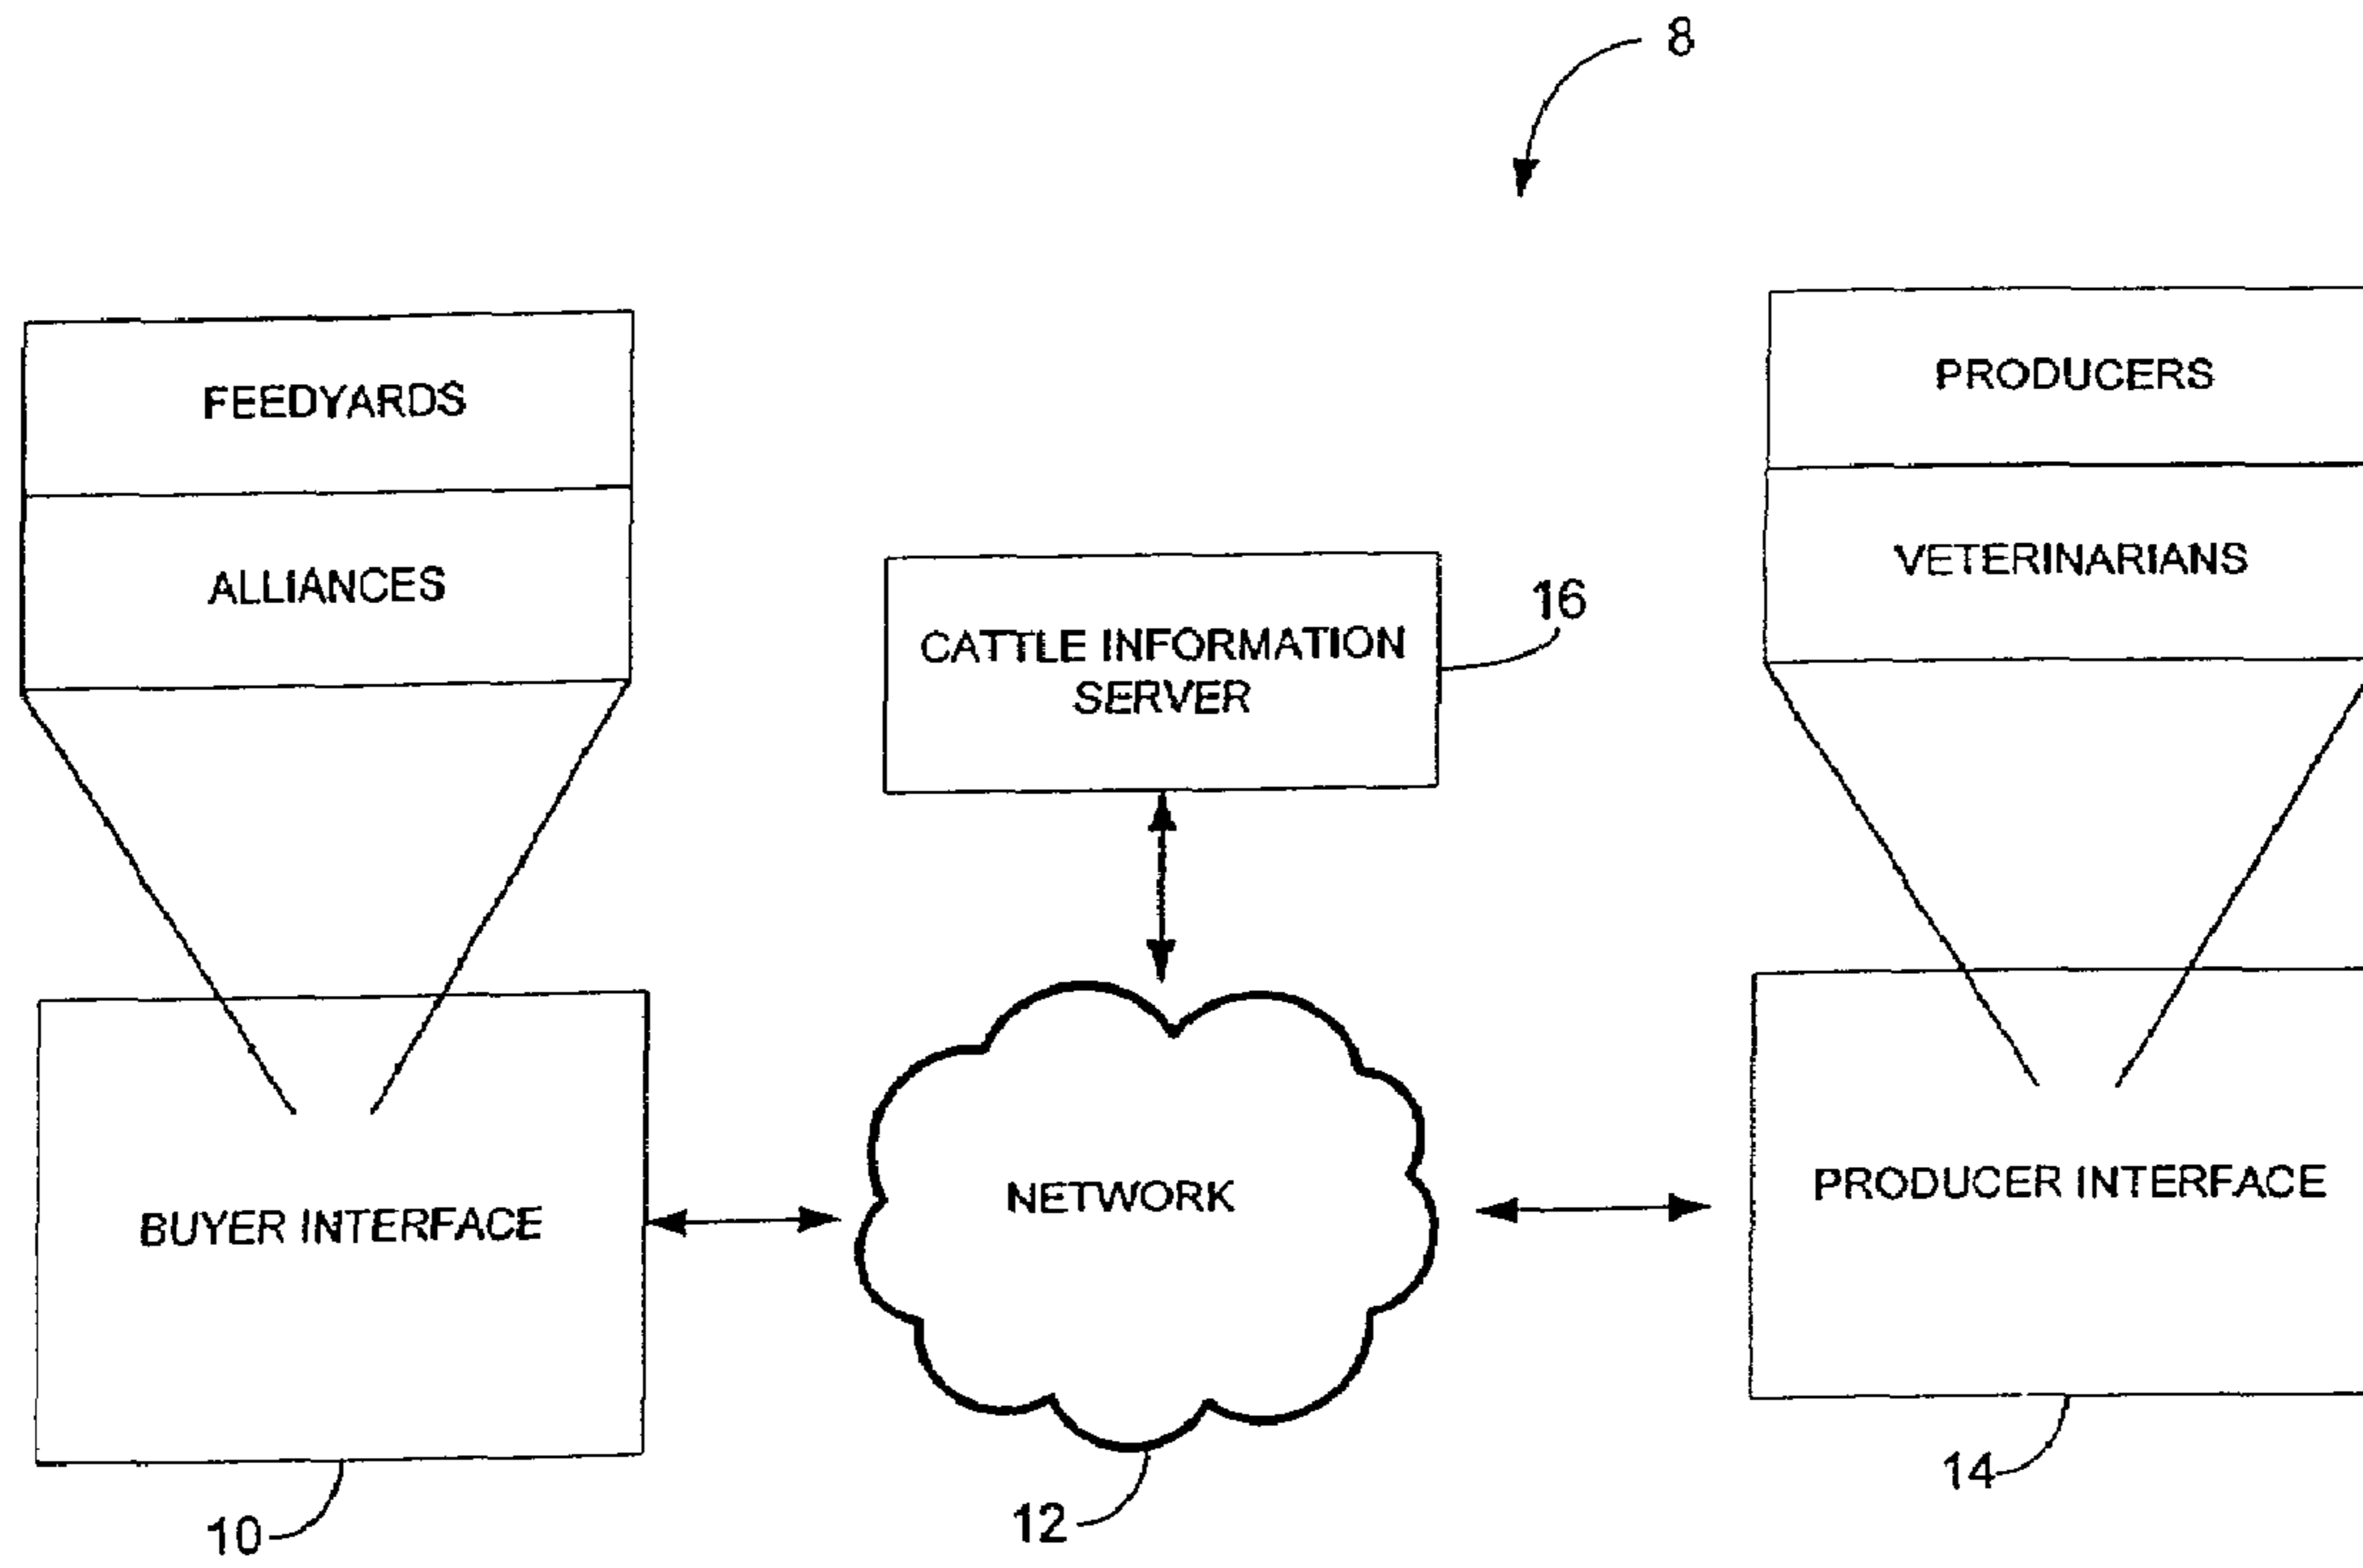 8
FEEDYARDS
ALLIANCES
PRODUCERS
VETERINARIANS
CATTLE INFORMATION
SERVER
16
BUYER INTERFACE
NETWORK
PRODUCER INTERFACE
10
12
14